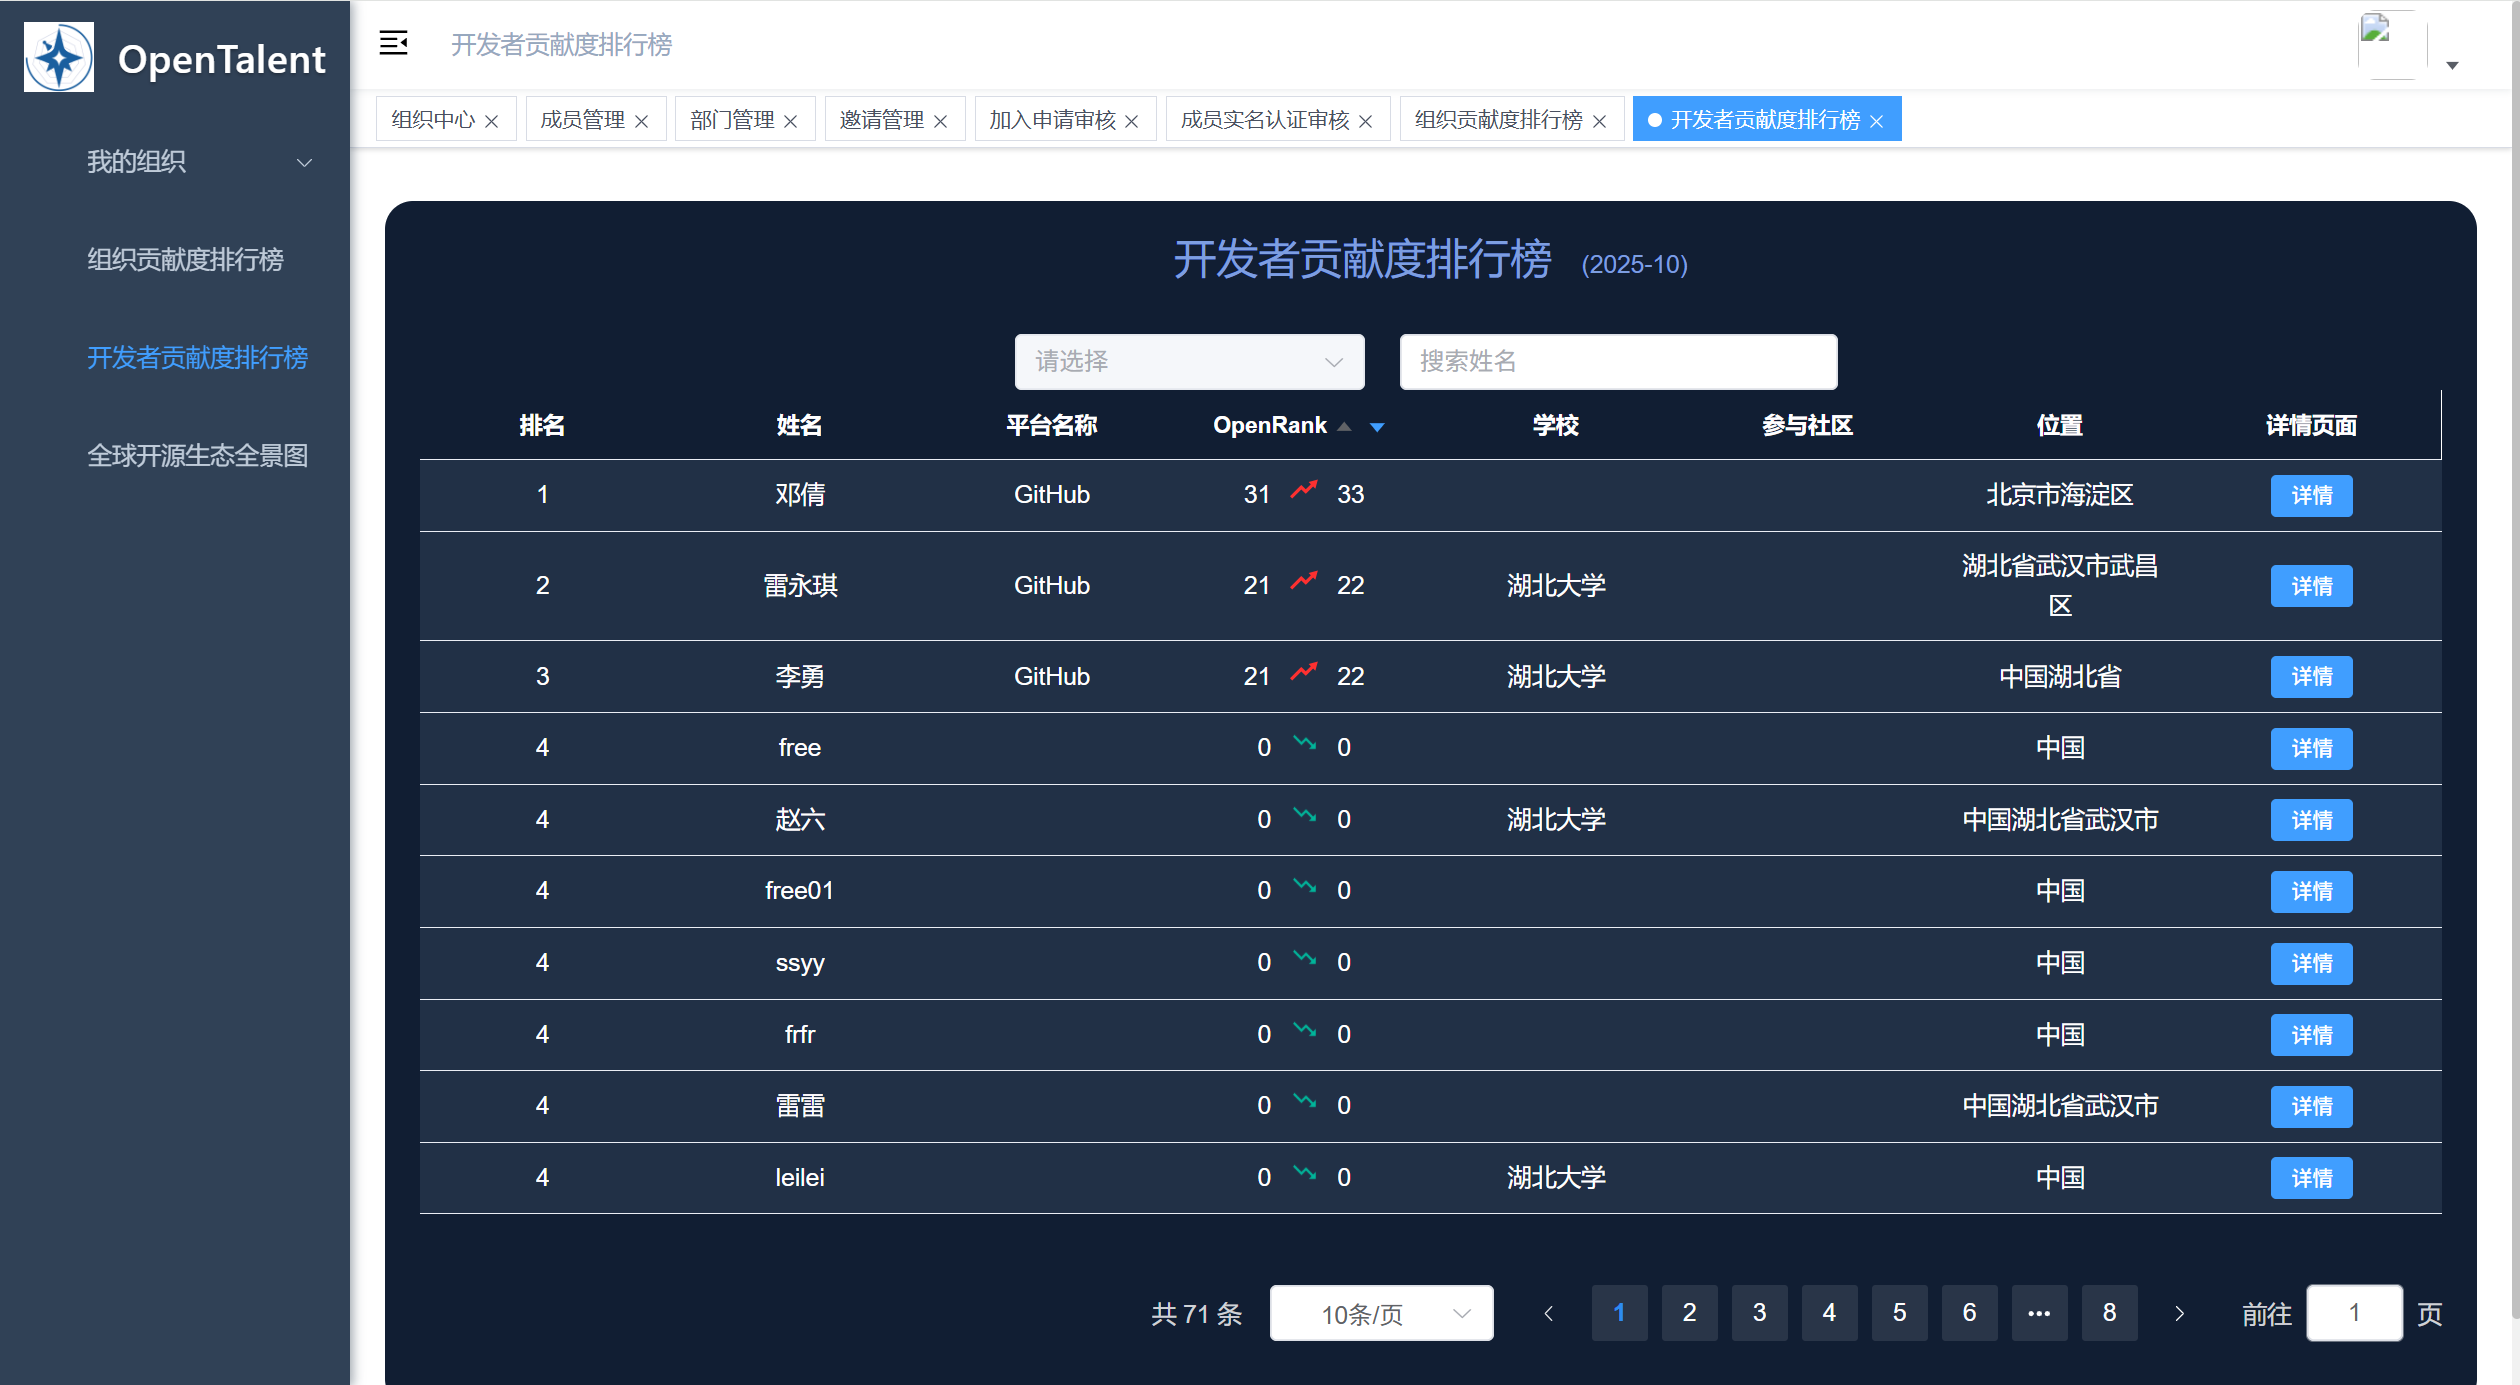 OpenTalent
我的组织
组织贡献度排行榜
开发者贡献度排行榜
全球开源生态全景图
开发者贡献度排行榜
组织中心 成员管理 部门管理 邀请管理 加入申请审核 成员实名认证审核 组织贡献度排行榜 开发者贡献度排行榜
开发者贡献度排行榜 (2025-10)
请选择 搜索姓名
排名 姓名 平台名称 OpenRank 学校 参与社区 位置 详情页面
1 邓倩 GitHub 31 33 北京市海淀区 详情
2 雷永琪 GitHub 21 22 湖北大学 湖北省武汉市武昌 详情
区
3 李勇 GitHub 21 22 湖北大学 中国湖北省 详情
4 free 0 0 中国 详情
4 赵六 0 0 湖北大学 中国湖北省武汉市 详情
4 free01 0 0 中国 详情
4 ssyy 0 0 中国 详情
4 frfr 0 0 中国 详情
4 雷雷 0 0 中国湖北省武汉市 详情
4 leilei 0 0 湖北大学 中国 详情
共 71 条 10条/页 1 2 3 4 5 6 ••• 8 前往 1 页